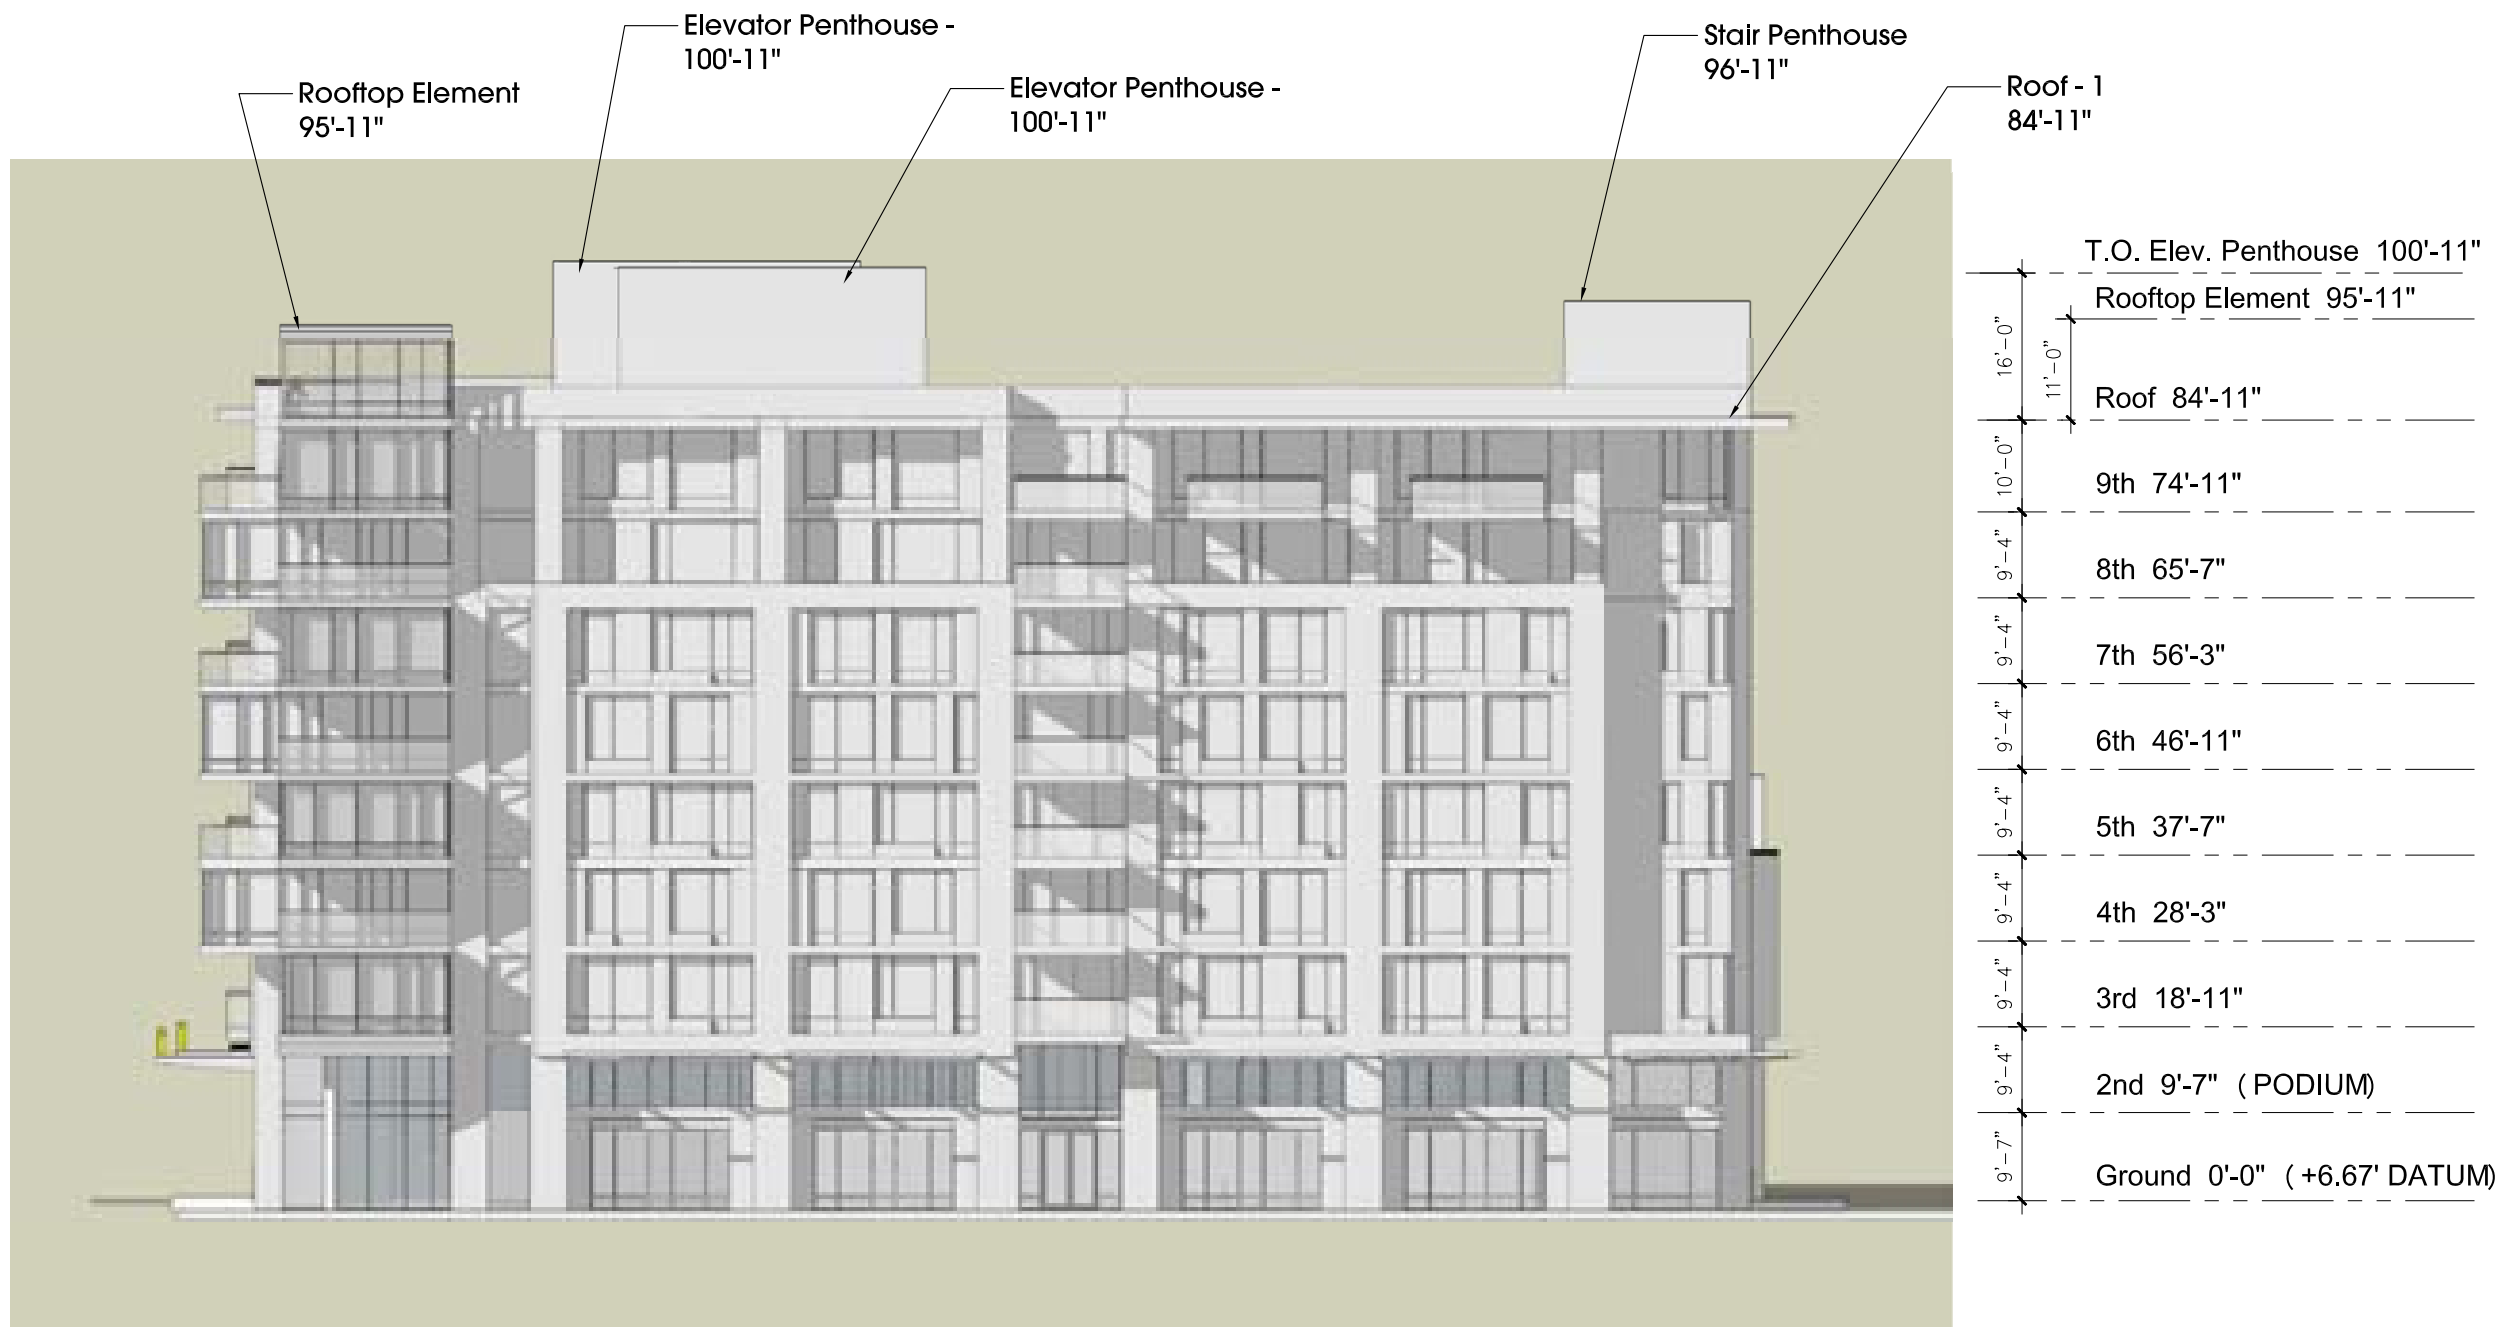 Elevator Penthouse -
100'-11"
Stair Penthouse
96'-11"
Rooftop Element
95'-11"
Elevator Penthouse -
100'-11"
Roof - 1
84'-11"
T.O. Elev. Penthouse 100'-11"
Rooftop Element 95'-11"
16'-0"
11'-0"
Roof 84'-11"
10'-0"
9th 74'-11"
9'-4"
8th 65'-7"
9'-4"
7th 56'-3"
9'-4"
6th 46'-11"
9'-4"
5th 37'-7"
9'-4"
4th 28'-3"
9'-4"
3rd 18'-11"
9'-4"
2nd 9'-7" ( PODIUM)
9'-7"
Ground 0'-0" ( +6.67' DATUM)